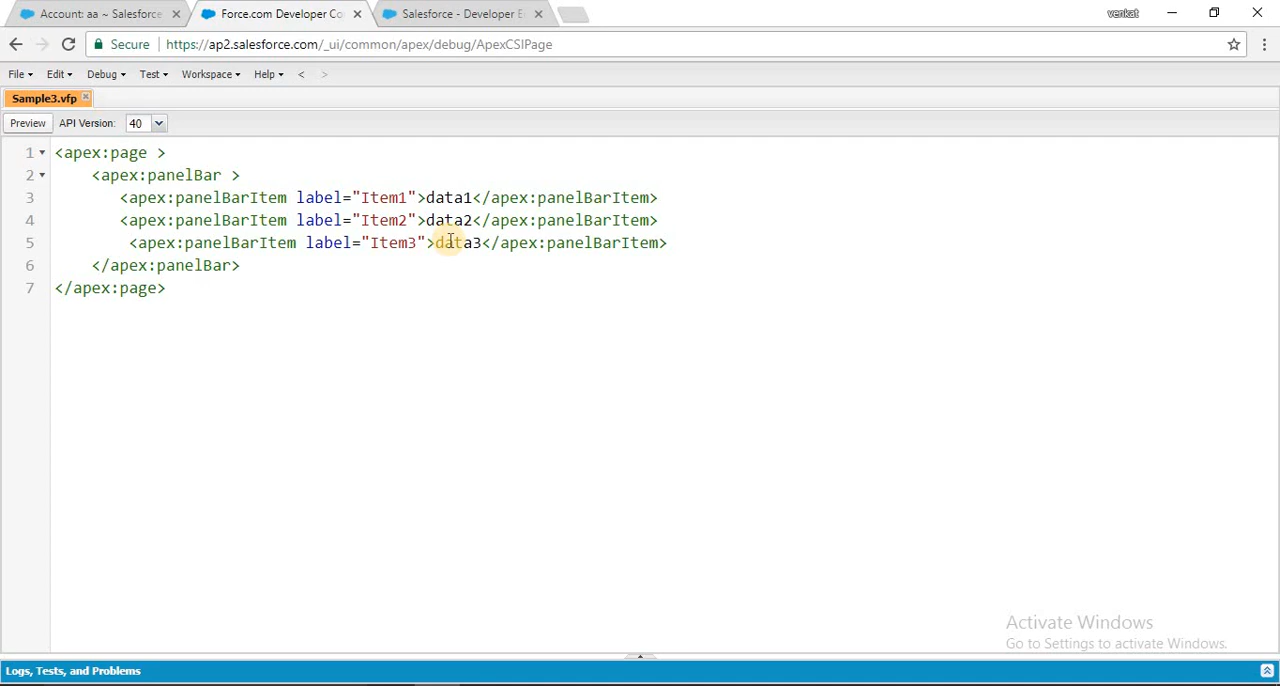 Account: aa ~ Salesforce
Force.com Developer Co
Salesforce - Developer E
venkat
Secure
https://ap2.salesforce.com/_ui/common/apex/debug/ApexCSIPage
File Edit Debug Test Workspace Help < >
Sample3.vfp
Preview API Version: 40
1 <apex:page >
2 <apex:panelBar >
3 <apex:panelBarItem label="Item1">data1</apex:panelBarItem>
4 <apex:panelBarItem label="Item2">data2</apex:panelBarItem>
5 <apex:panelBarItem label="Item3">data3</apex:panelBarItem>
6 </apex:panelBar>
7 </apex:page>
Activate Windows
Go to Settings to activate Windows.
Logs, Tests, and Problems